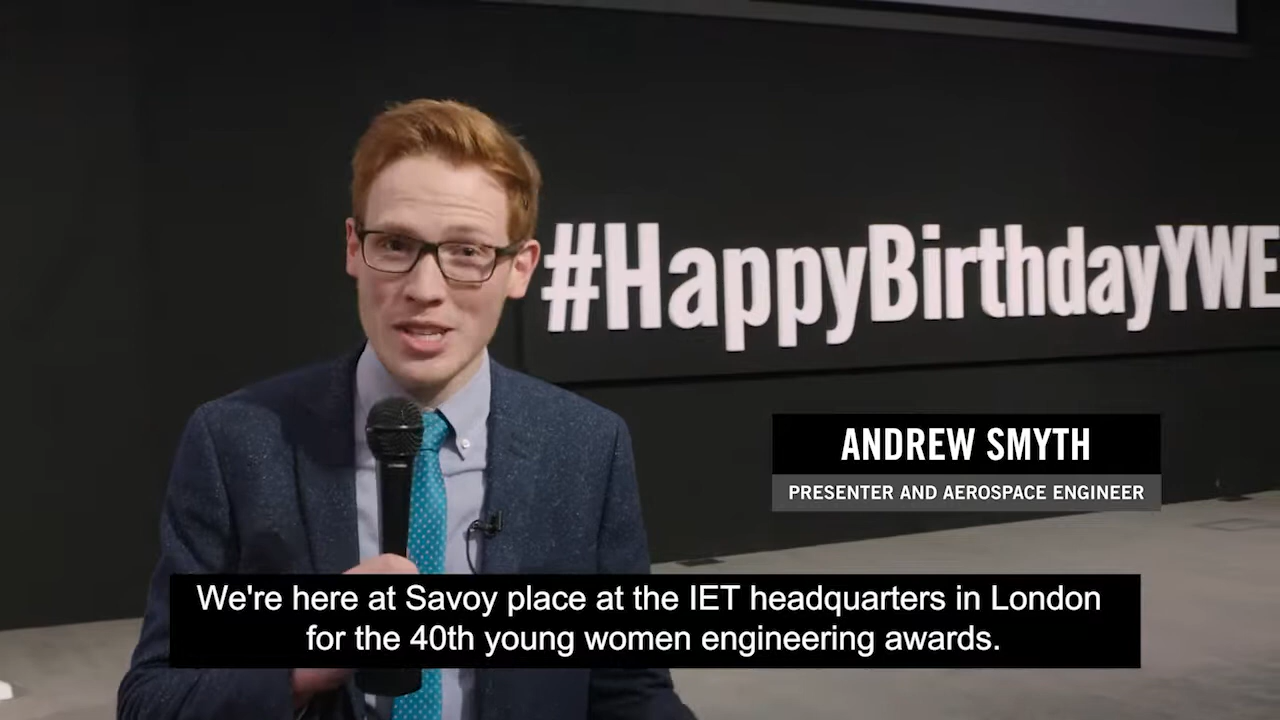 #HappyBirthdayYWE
ANDREW SMYTH
PRESENTER AND AEROSPACE ENGINEER
We're here at Savoy place at the IET headquarters in London
for the 40th young women engineering awards.